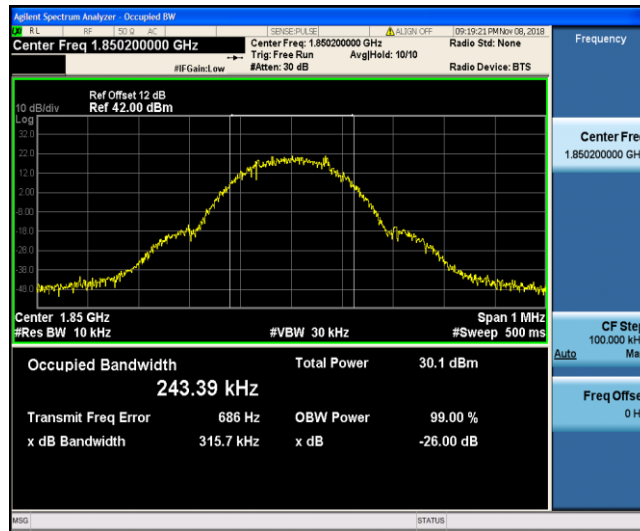 Agilent Spectrum Analyzer - Occupied BW
RL RF 50 Ω AC SENSE:PULSE ALIGN OFF 09:19:21 PM Nov 08, 2018
Center Freq 1.850200000 GHz
Center Freq: 1.850200000 GHz
Radio Std: None
Trig: Free Run
Avg|Hold: 10/10
#IFGain:Low
#Atten: 30 dB
Radio Device: BTS
Ref Offset 12 dB
10 dB/div
Ref 42.00 dBm
Log
32.0
22.0
12.0
2.00
-8.00
-18.0
-28.0
-38.0
-48.0
Center 1.85 GHz
Span 1 MHz
#Res BW 10 kHz
#VBW 30 kHz
#Sweep 500 ms
Occupied Bandwidth
243.39 kHz
Total Power 30.1 dBm
Transmit Freq Error 686 Hz
OBW Power 99.00 %
x dB Bandwidth 315.7 kHz
x dB -26.00 dB
Frequency
Center Fre
1.850200000 GH
CF Step
100.000 kH
Auto Ma
Freq Offse
0 H
MSG
STATUS